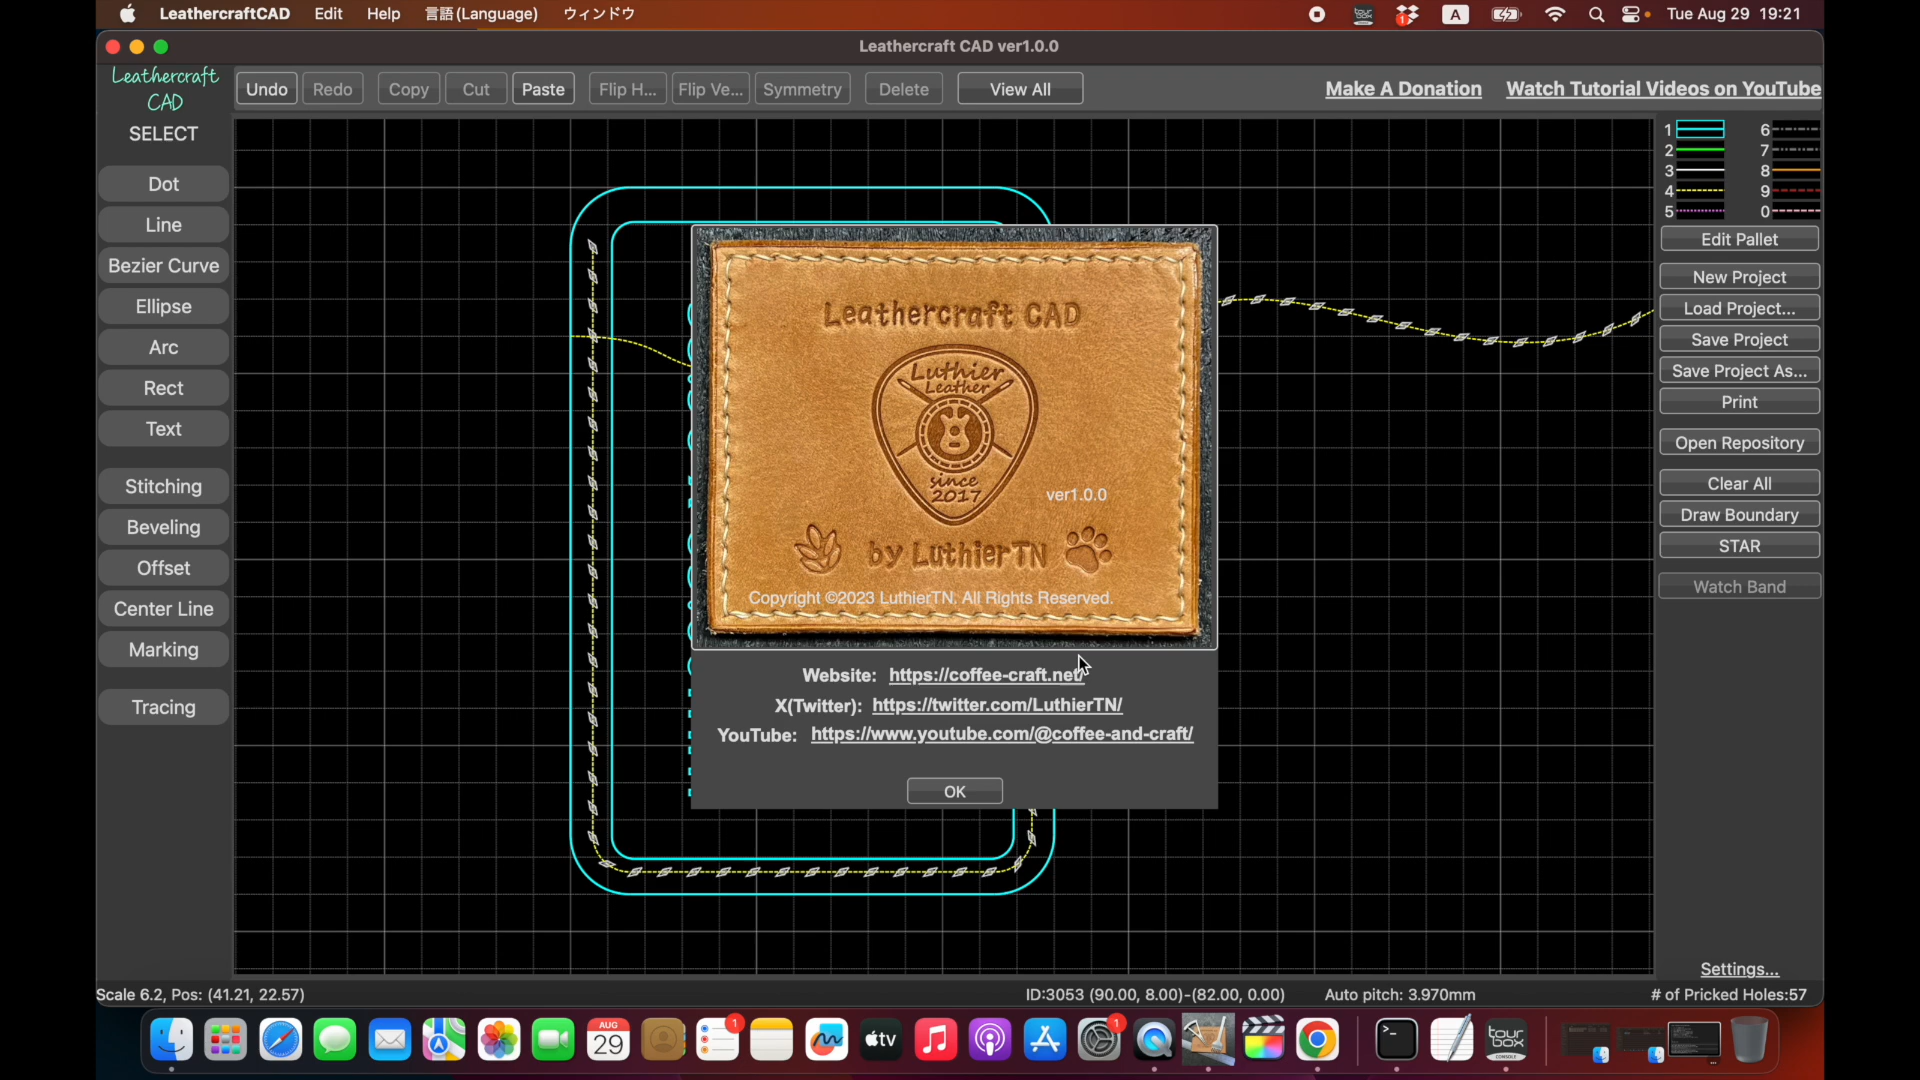 LeathercraftCAD Edit Help 言語(Language) ウィンドウ A Tue Aug 29 19:21
Leathercraft CAD ver1.0.0
Leathercraft
CAD
Undo Redo Copy Cut Paste Flip H... Flip Ve... Symmetry Delete View All Make A Donation Watch Tutorial Videos on YouTube
SELECT
Dot
Line
Bezier Curve
Ellipse
Arc
Rect
Text
Stitching
Beveling
Offset
Center Line
Marking
Tracing
Leathercraft CAD
Luthier
Leather
since
2017
ver1.0.0
by LuthierTN
Copyright ©2023 LuthierTN. All Rights Reserved.
Website: https://coffee-craft.net/
X(Twitter): https://twitter.com/LuthierTN/
YouTube: https://www.youtube.com/@coffee-and-craft/
OK
1 6
2 7
3 8
4 9
5 0
Edit Pallet
New Project
Load Project...
Save Project
Save Project As...
Print
Open Repository
Clear All
Draw Boundary
STAR
Watch Band
Settings...
Scale 6.2, Pos: (41.21, 22.57) ID:3053 (90.00, 8.00)-(82.00, 0.00) Auto pitch: 3.970mm # of Pricked Holes:57
AUG
29
1
tv
1
>_
tour
box
CONSOLE